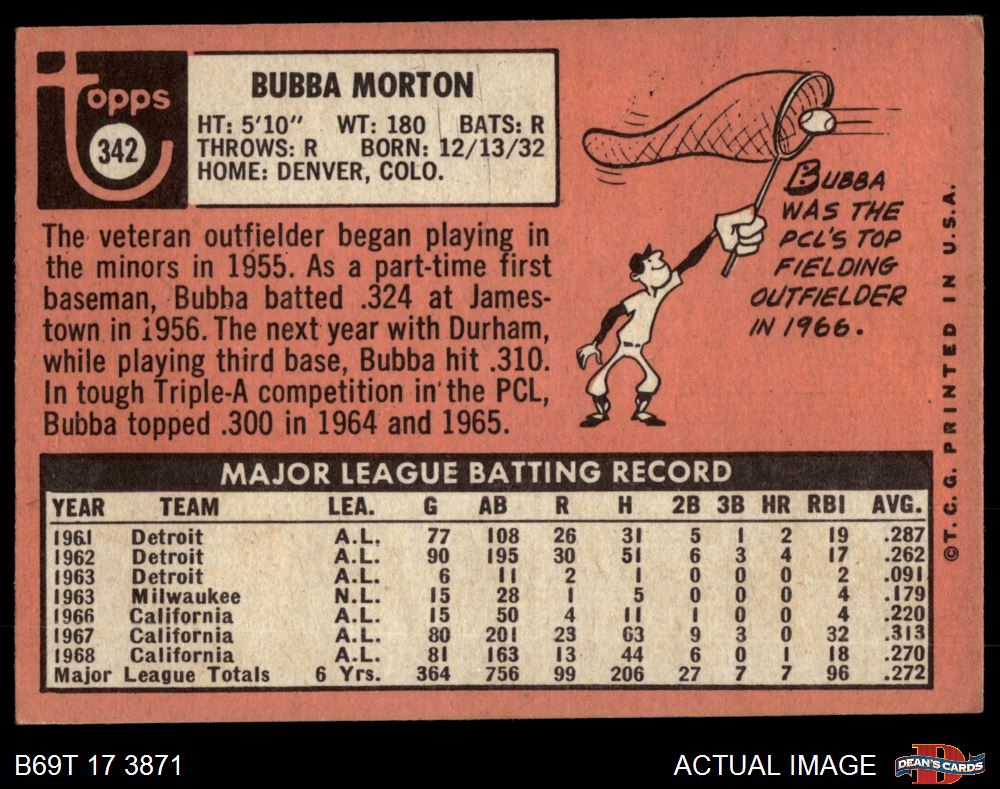 Topps
342
BUBBA MORTON
HT: 5'10" WT: 180 BATS: R
THROWS: R BORN: 12/13/32
HOME: DENVER, COLO.
The veteran outfielder began playing in
the minors in 1955. As a part-time first
baseman, Bubba batted .324 at James-
town in 1956. The next year with Durham,
while playing third base, Bubba hit .310.
In tough Triple-A competition in the PCL,
Bubba topped .300 in 1964 and 1965.
BUBBA
WAS THE
PCL'S TOP
FIELDING
OUTFIELDER
IN 1966.
©T.C.G. PRINTED IN U.S.A.
MAJOR LEAGUE BATTING RECORD
YEAR TEAM LEA. G AB R H 2B 3B HR RBI AVG.
1961 Detroit A.L. 77 108 26 31 5 1 2 19 .287
1962 Detroit A.L. 90 195 30 51 6 3 4 17 .262
1963 Detroit A.L. 6 11 2 1 0 0 0 2 .091
1963 Milwaukee N.L. 15 28 1 5 0 0 0 4 .179
1966 California A.L. 15 50 4 11 1 0 0 4 .220
1967 California A.L. 80 201 23 63 9 3 0 32 .313
1968 California A.L. 81 163 13 44 6 0 1 18 .270
Major League Totals 6 Yrs. 364 756 99 206 27 7 7 96 .272
B69T 17 3871
ACTUAL IMAGE
D
DEAN'S CARDS